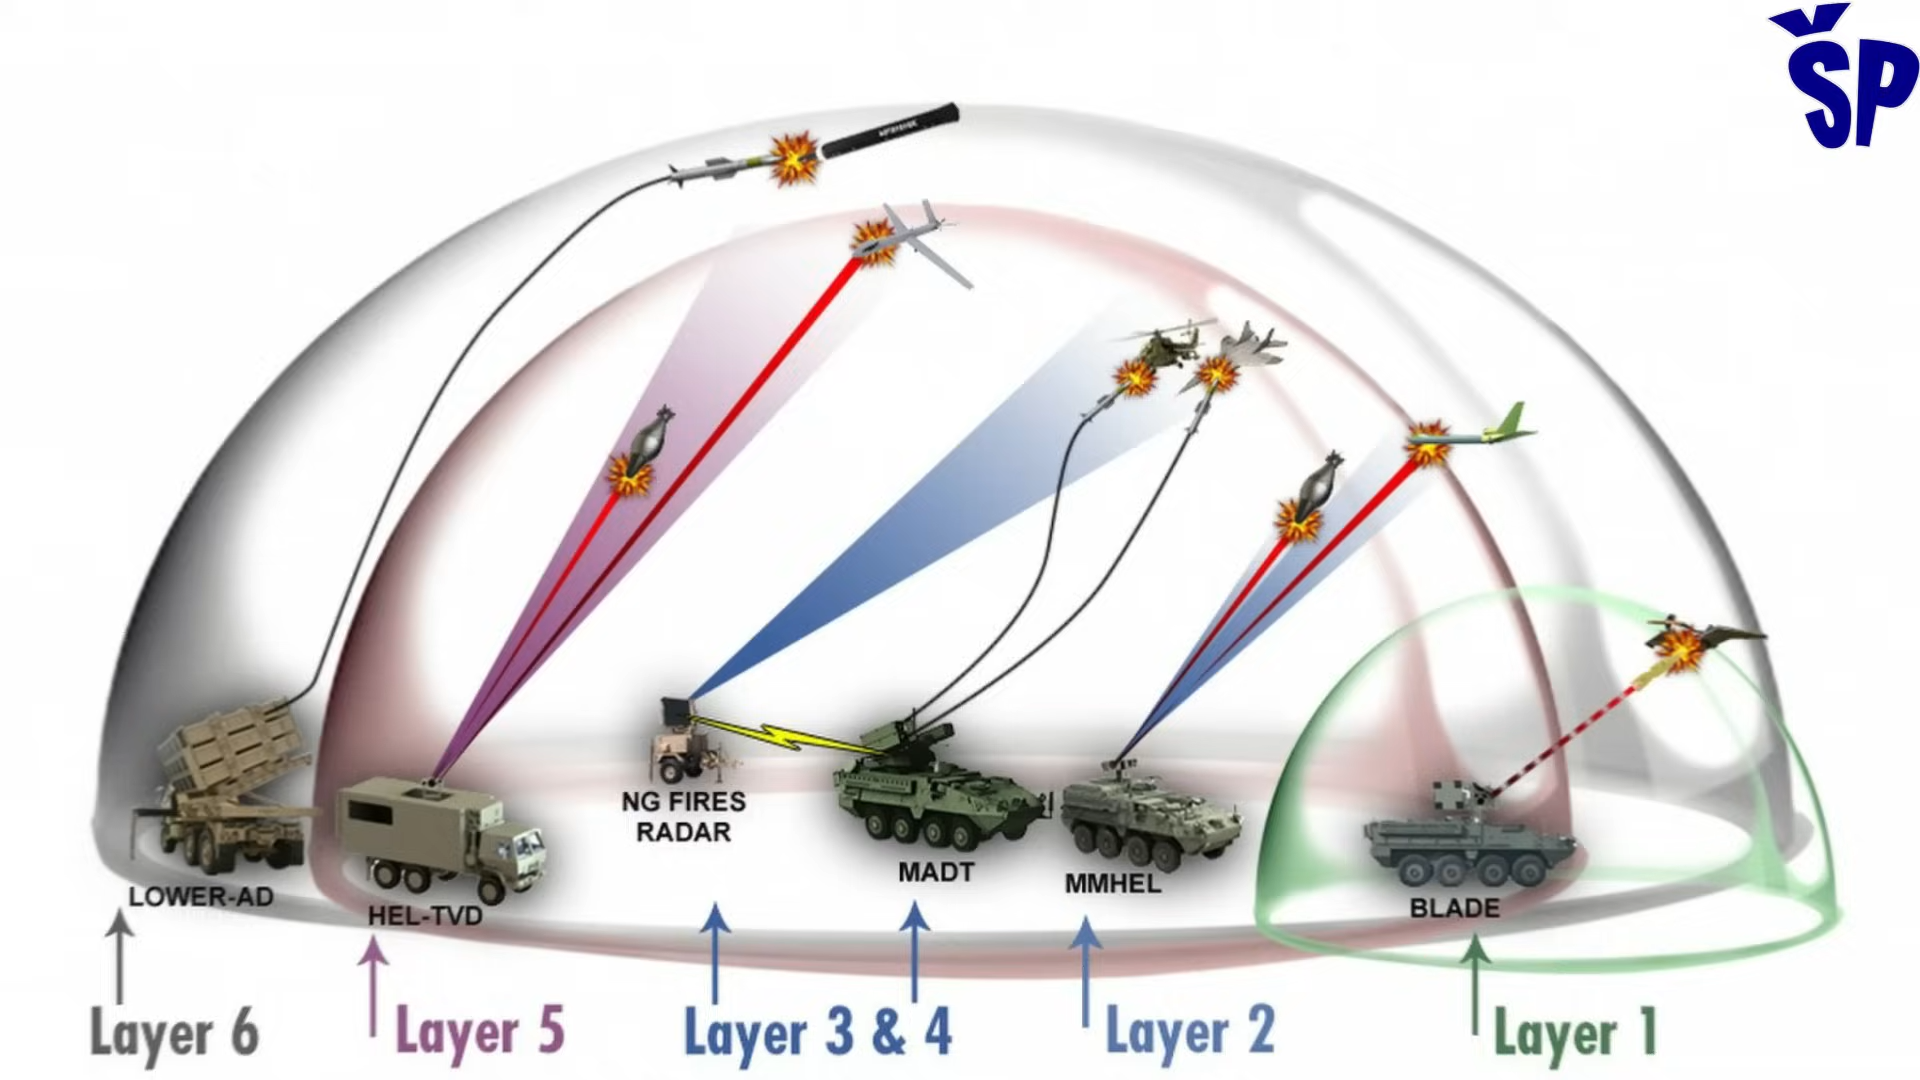 ŠP
NG FIRES
RADAR
MADT
MMHEL
LOWER-AD
HEL-TVD
BLADE
Layer 6
Layer 5
Layer 3 & 4
Layer 2
Layer 1